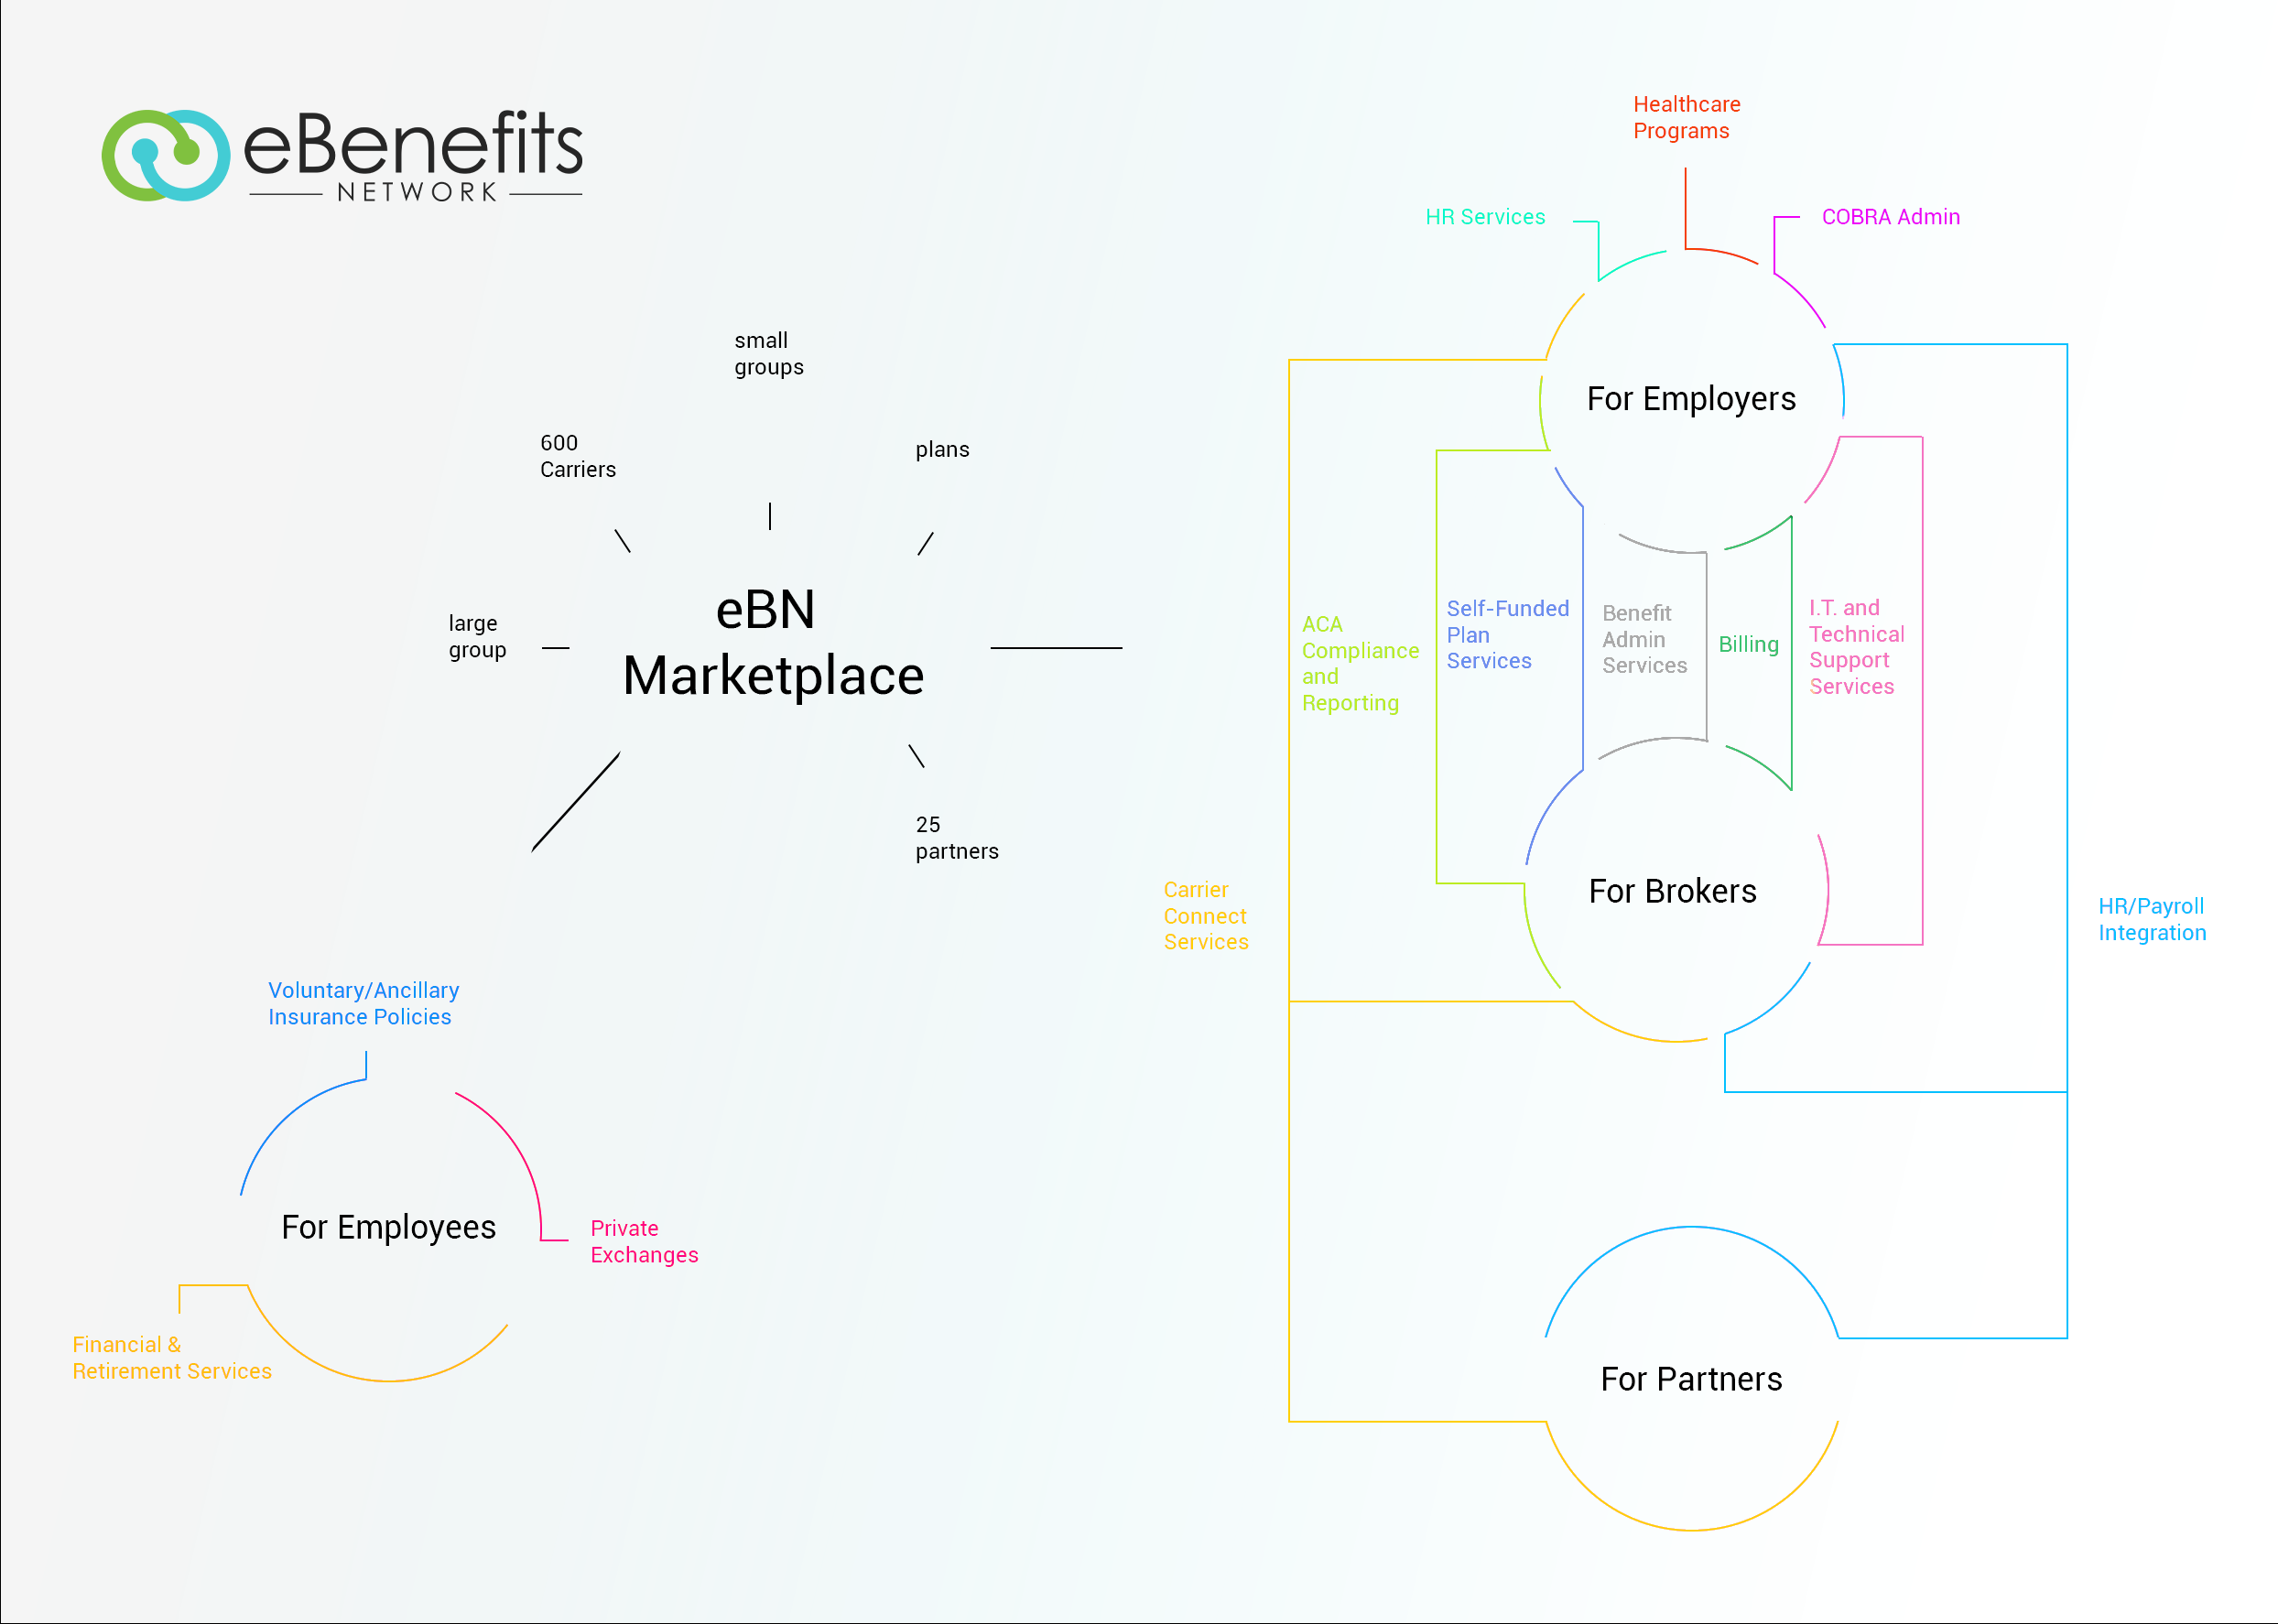 eBenefits
NETWORK
small
groups
600
Carriers
plans
large
group
eBN
Marketplace
25
partners
Voluntary/Ancillary
Insurance Policies
For Employees
Private
Exchanges
Financial &
Retirement Services
Healthcare
Programs
HR Services
COBRA Admin
For Employers
ACA
Compliance
and
Reporting
Self-Funded
Plan
Services
Benefit
Admin
Services
Billing
I.T. and
Technical
Support
Services
For Brokers
Carrier
Connect
Services
HR/Payroll
Integration
For Partners